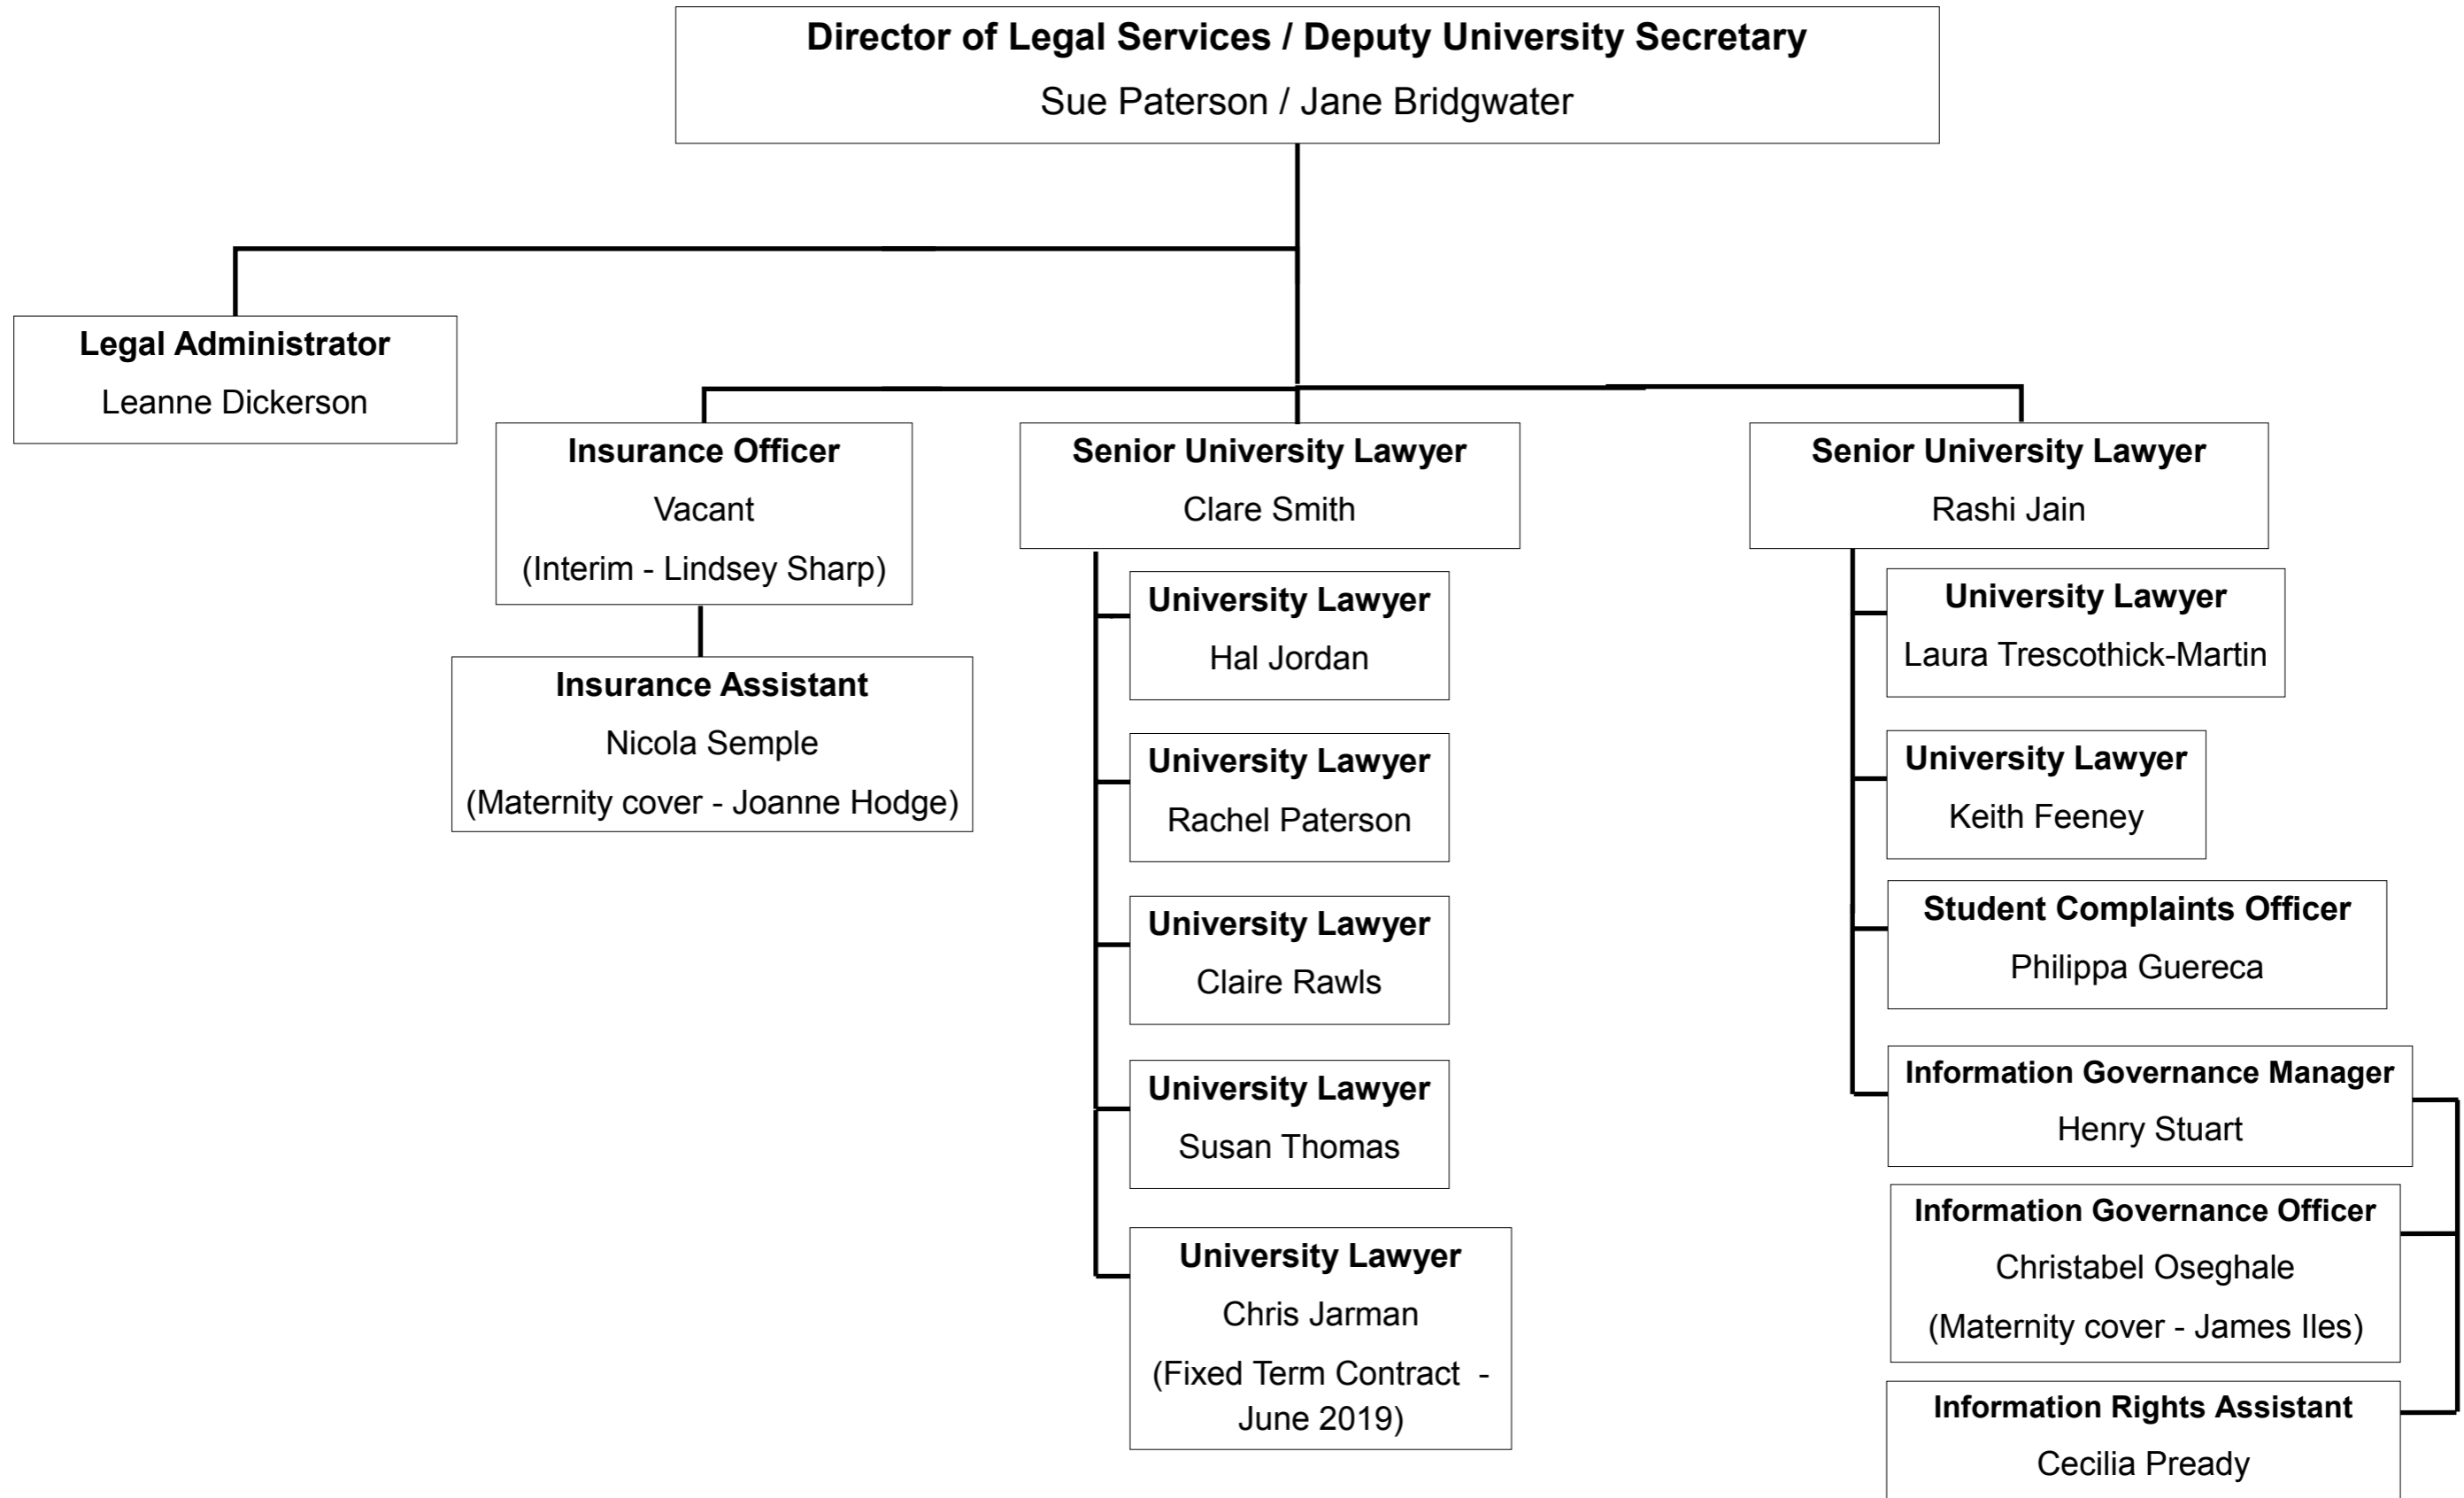 Director of Legal Services / Deputy University Secretary
Sue Paterson / Jane Bridgwater
Legal Administrator
Leanne Dickerson
Insurance Officer
Vacant
(Interim - Lindsey Sharp)
Insurance Assistant
Nicola Semple
(Maternity cover - Joanne Hodge)
Senior University Lawyer
Clare Smith
University Lawyer
Hal Jordan
University Lawyer
Rachel Paterson
University Lawyer
Claire Rawls
University Lawyer
Susan Thomas
University Lawyer
Chris Jarman
(Fixed Term Contract  -
June 2019)
Senior University Lawyer
Rashi Jain
University Lawyer
Laura Trescothick-Martin
University Lawyer
Keith Feeney
Student Complaints Officer
Philippa Guereca
Information Governance Manager
Henry Stuart
Information Governance Officer
Christabel Oseghale
(Maternity cover - James Iles)
Information Rights Assistant
Cecilia Pready